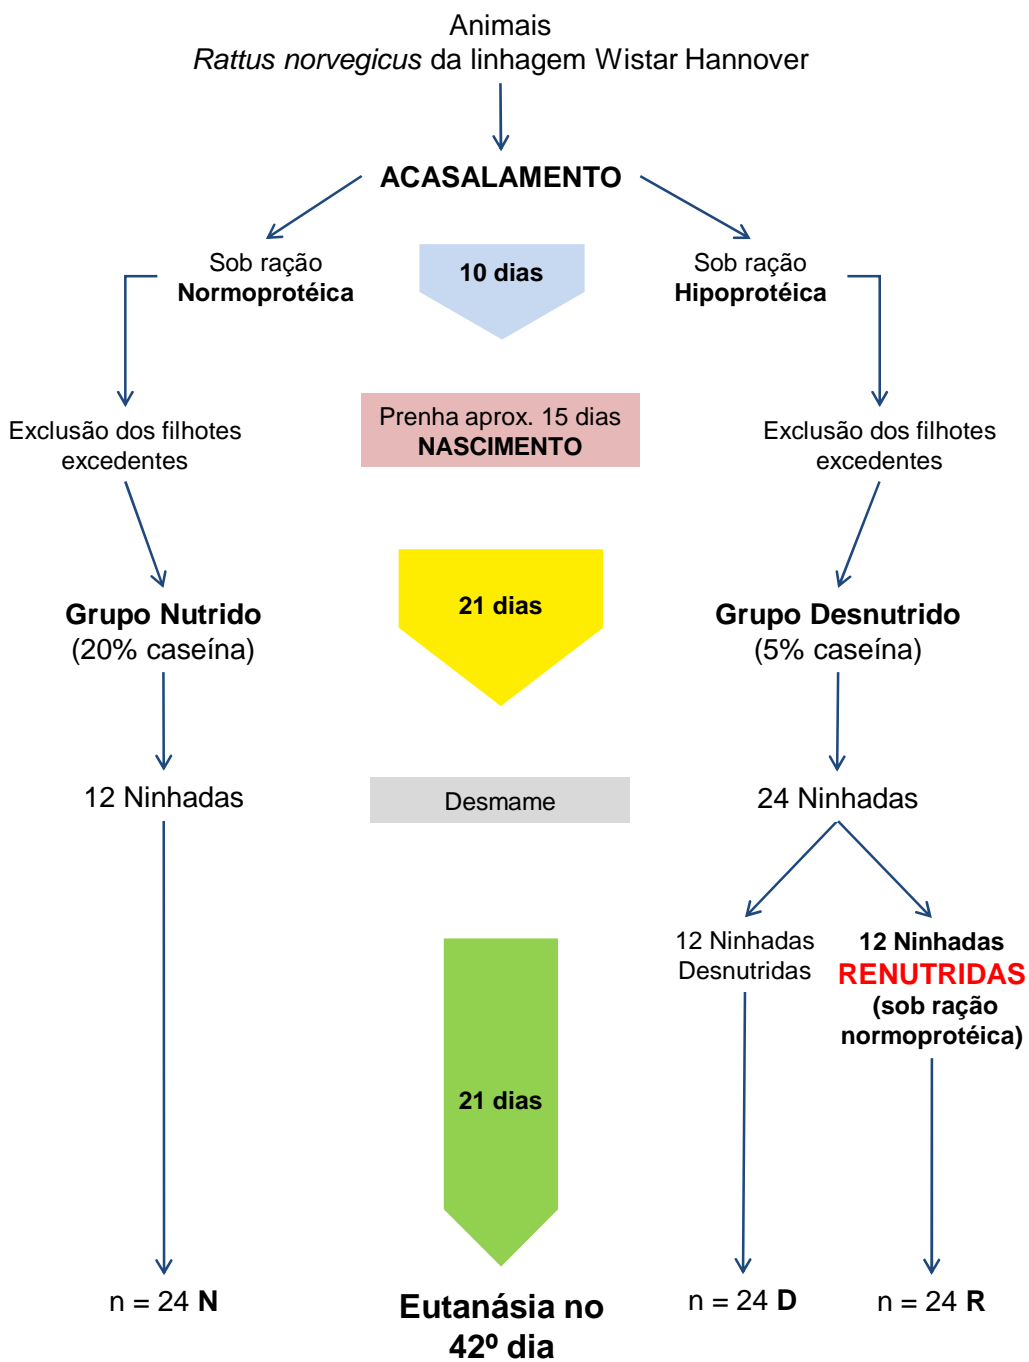 Animais
Rattus norvegicus da linhagem Wistar Hannover
ACASALAMENTO
Sob ração
Normoprotéica
10 dias
Sob ração
Hipoprotéica
Exclusão dos filhotes
excedentes
Prenha aprox. 15 dias
NASCIMENTO
Exclusão dos filhotes
excedentes
Grupo Nutrido
(20% caseína)
21 dias
Grupo Desnutrido
(5% caseína)
12 Ninhadas
Desmame
24 Ninhadas
12 Ninhadas
Desnutridas
12 Ninhadas
RENUTRIDAS
(sob ração
normoprotéica)
21 dias
n = 24 N
Eutanásia no
42º dia
n = 24 D
n = 24 R